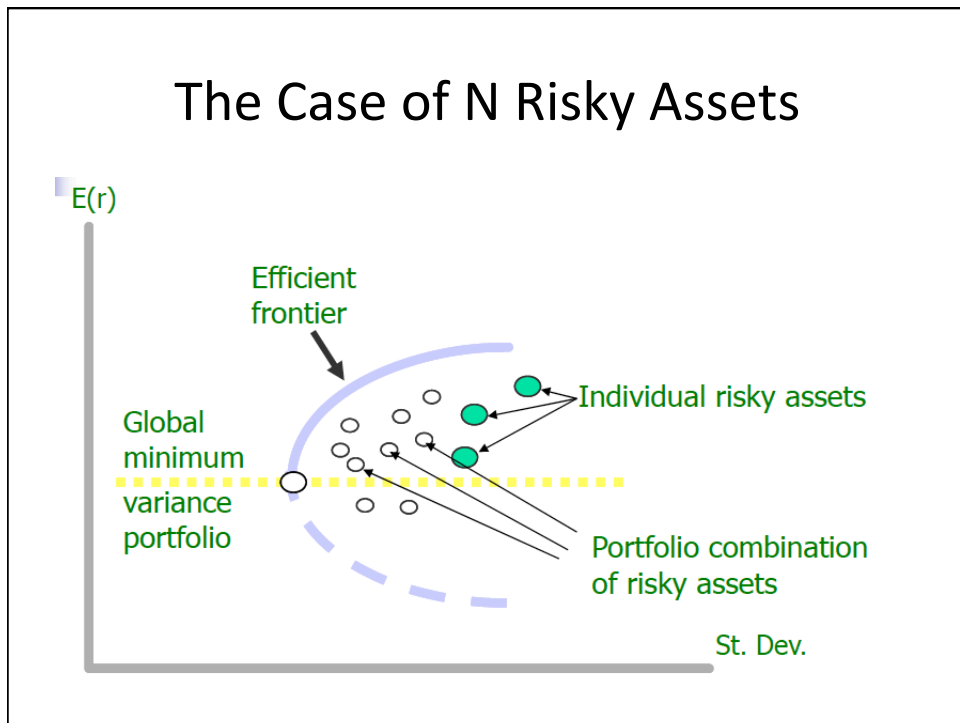 The Case of N Risky Assets
E(r)
Efficient
frontier
Individual risky assets
Global
minimum
variance
portfolio
Portfolio combination
of risky assets
St. Dev.